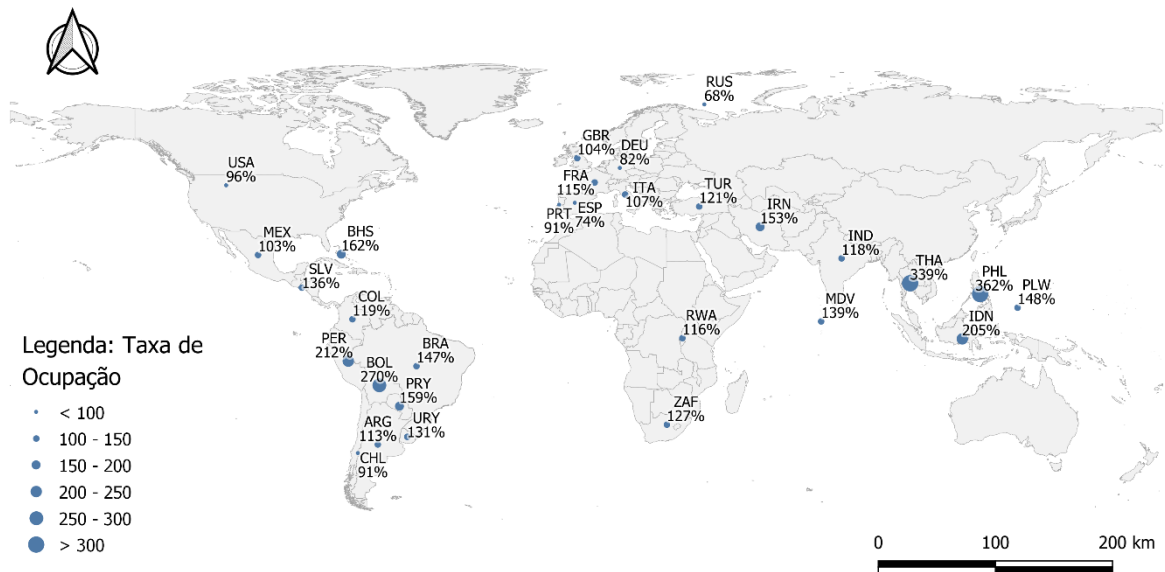 RUS
68%
GBR
104%
DEU
82%
USA
96%
FRA
115%
ITA
107%
TUR
121%
PRT
91%
ESP
74%
IRN
153%
MEX
103%
BHS
162%
IND
118%
SLV
136%
THA
339%
PHL
362%
PLW
148%
COL
119%
MDV
139%
RWA
116%
IDN
205%
PER
212%
BRA
147%
BOL
270%
PRY
159%
ZAF
127%
ARG
113%
URY
131%
CHL
91%
Legenda: Taxa de
Ocupação
< 100
100 - 150
150 - 200
200 - 250
250 - 300
> 300
0 100 200 km